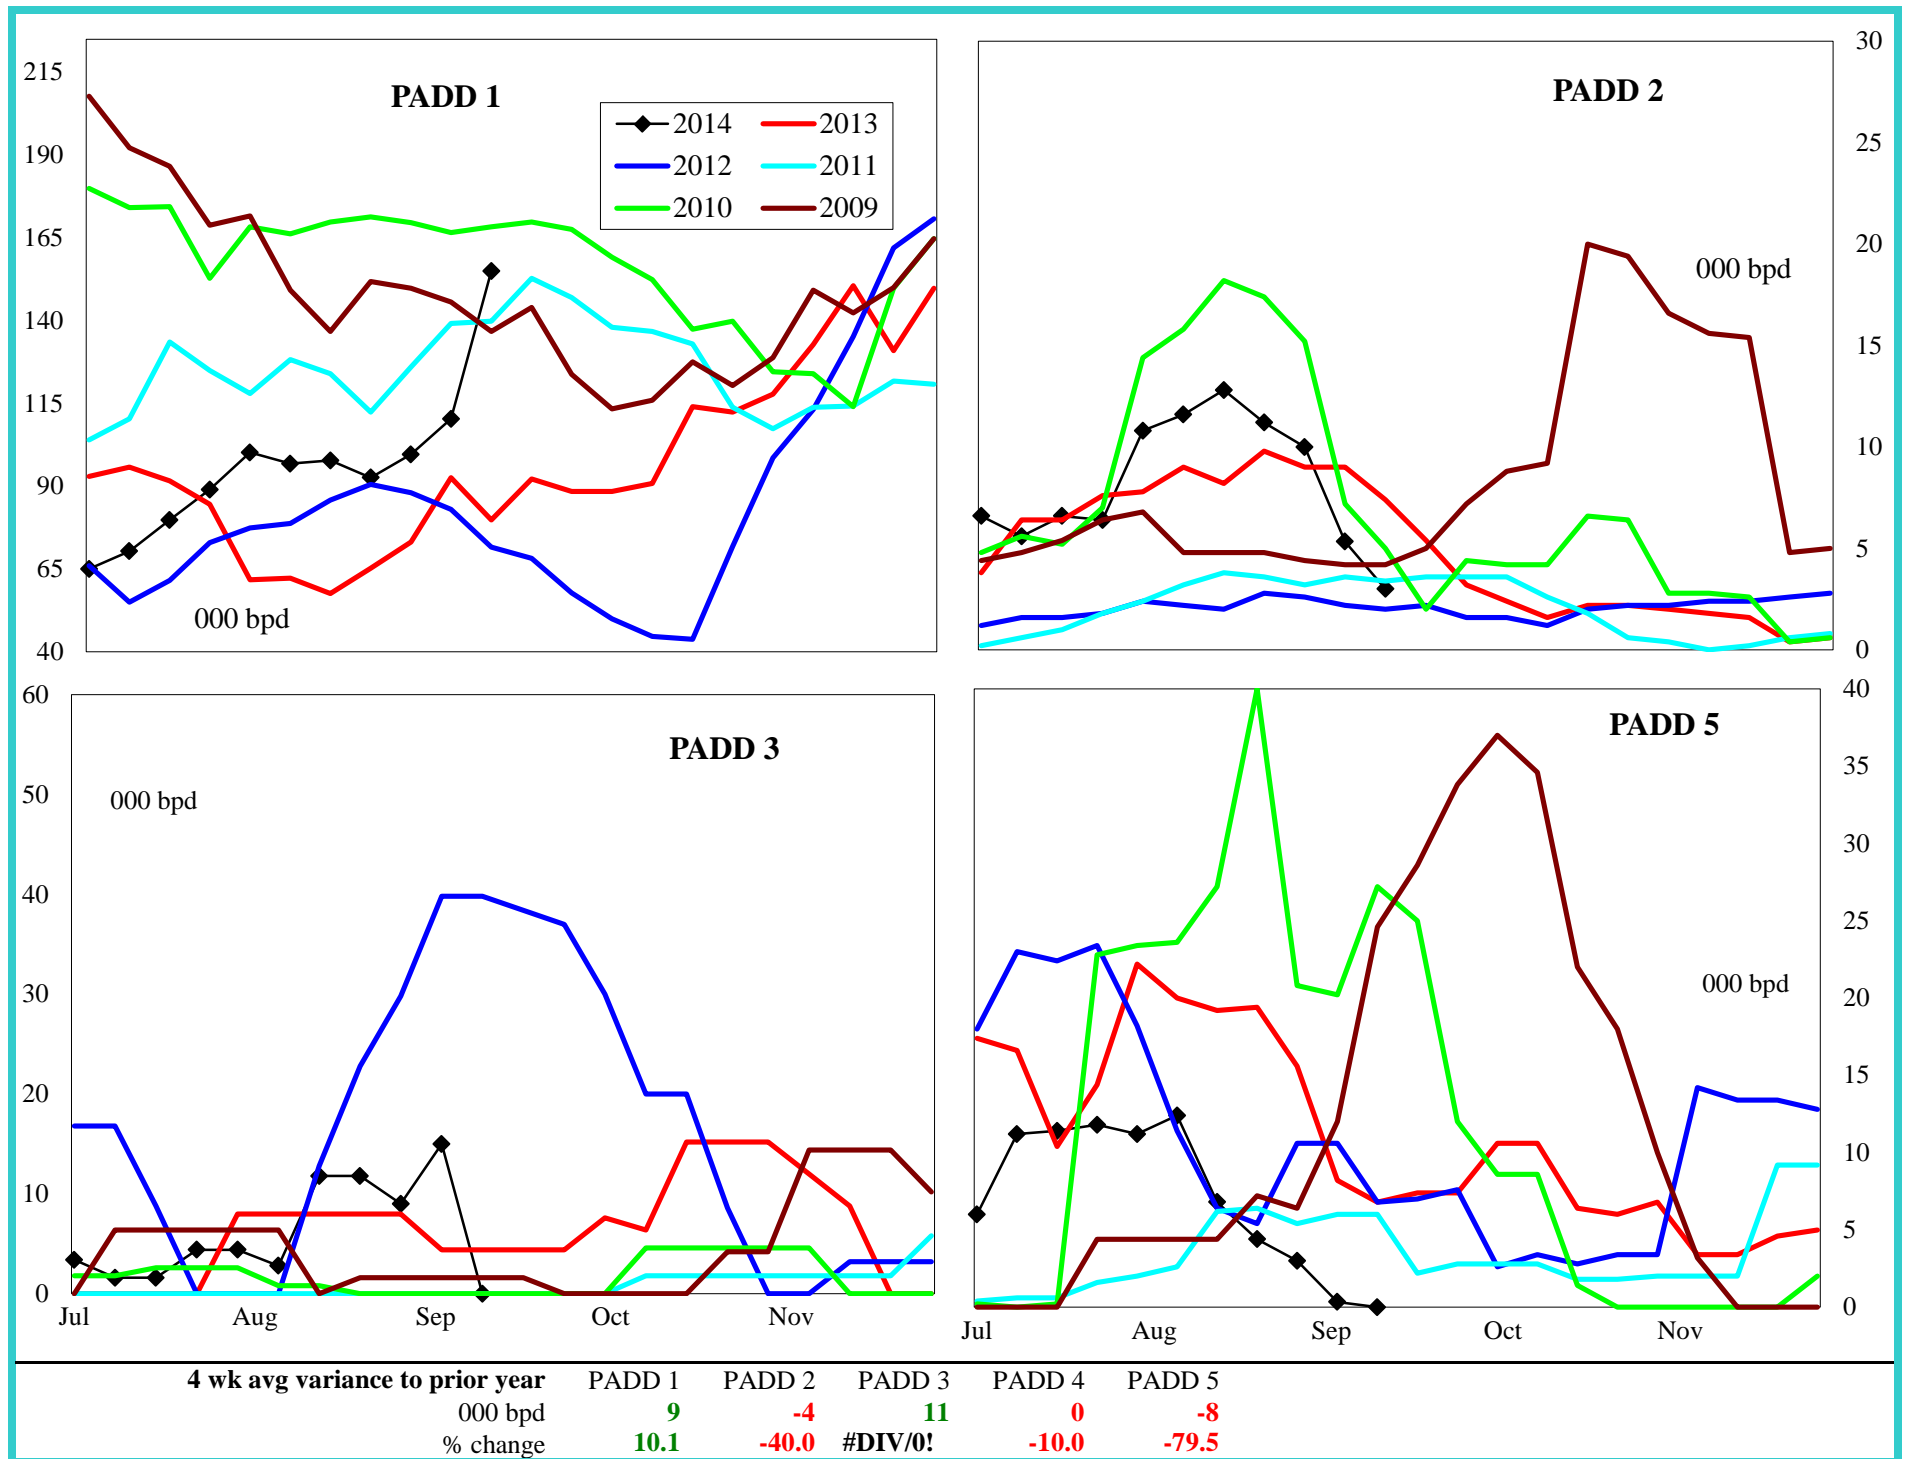 PADD 1
215
190
165
140
115
90
65
40
2014 2013
2012 2011
2010 2009
000 bpd
PADD 2
30
25
20
15
10
5
0
000 bpd
PADD 3
60
50
40
30
20
10
0
000 bpd
Jul Aug Sep Oct Nov
PADD 5
40
35
30
25
20
15
10
5
0
000 bpd
Jul Aug Sep Oct Nov
4 wk avg variance to prior year PADD 1 PADD 2 PADD 3 PADD 4 PADD 5
000 bpd 9 -4 11 0 -8
% change 10.1 -40.0 #DIV/0! -10.0 -79.5